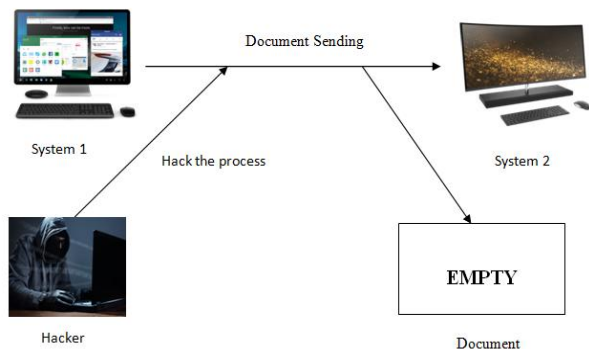 Document Sending
System 1
Hack the process
System 2
EMPTY
Hacker
Document